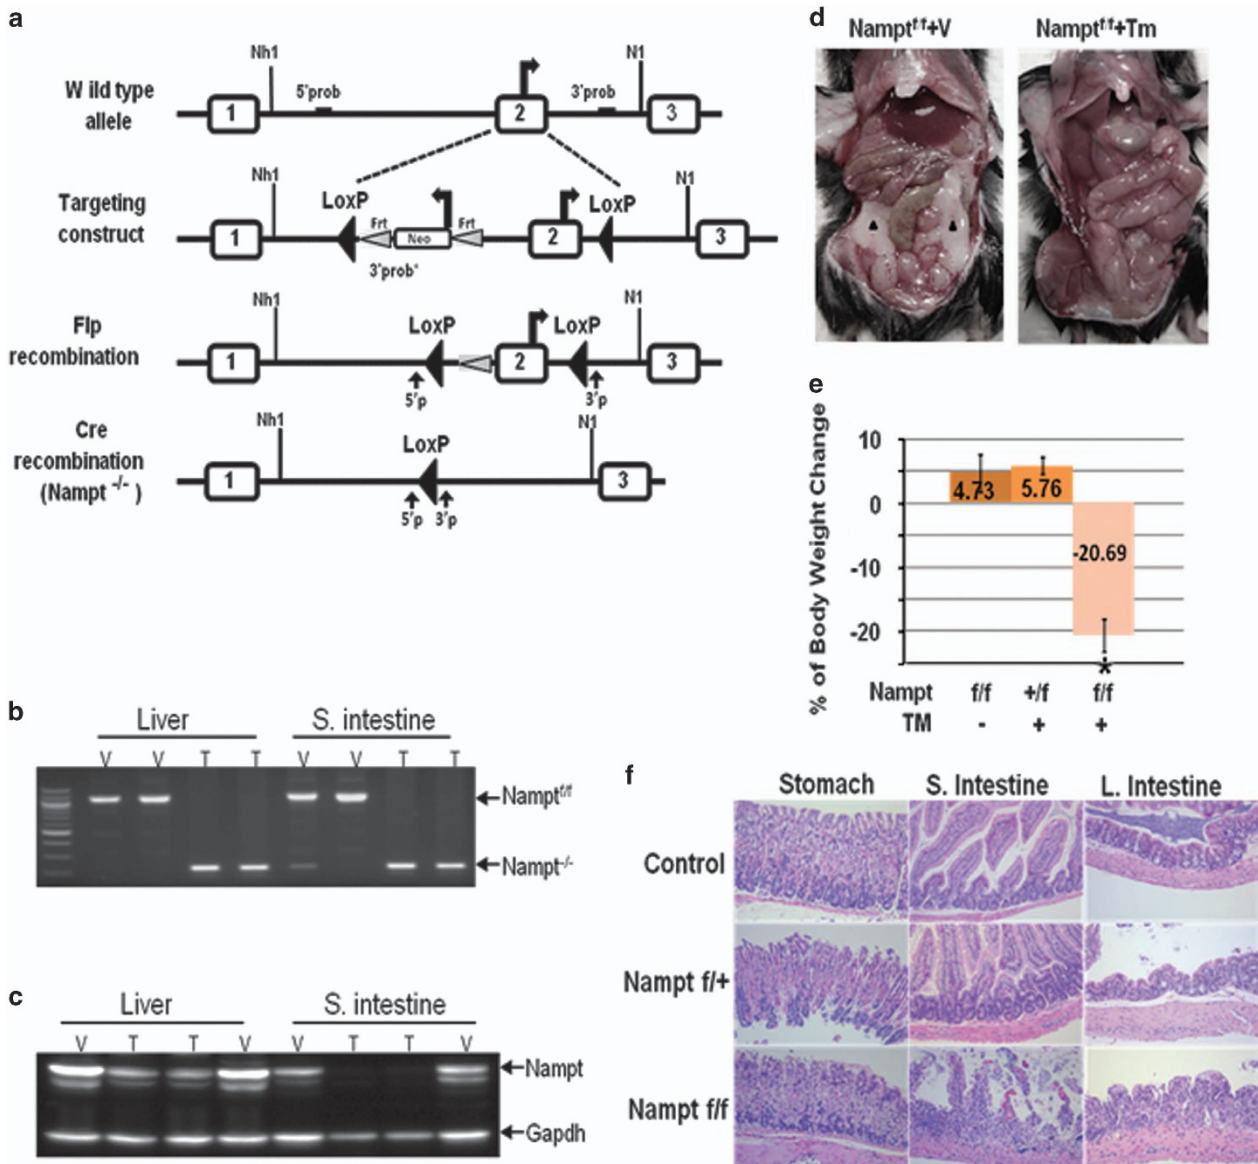 a
Nh1
N1
W ild type
allele
5'prob
3'prob
1
2
3
Targeting
construct
Nh1
N1
LoxP
LoxP
Frt
Neo
Frt
1
2
3
3'prob*
Flp
recombination
Nh1
N1
LoxP
LoxP
1
2
3
5'p
3'p
Cre
recombination
(Nampt -/- )
Nh1
N1
LoxP
1
3
5'p 3'p
b
Liver S. intestine
V V T T V V T T
Nampt f/f
Nampt -/-
c
Liver S. intestine
V T T V V T T V
Nampt
Gapdh
d
Nampt f/f+V Nampt f/f+Tm
e
% of Body Weight Change
10
0
-10
-20
4.73 5.76
-20.69
*
Nampt f/f +/f f/f
TM - + +
f
Stomach S. Intestine L. Intestine
Control
Nampt f/+
Nampt f/f